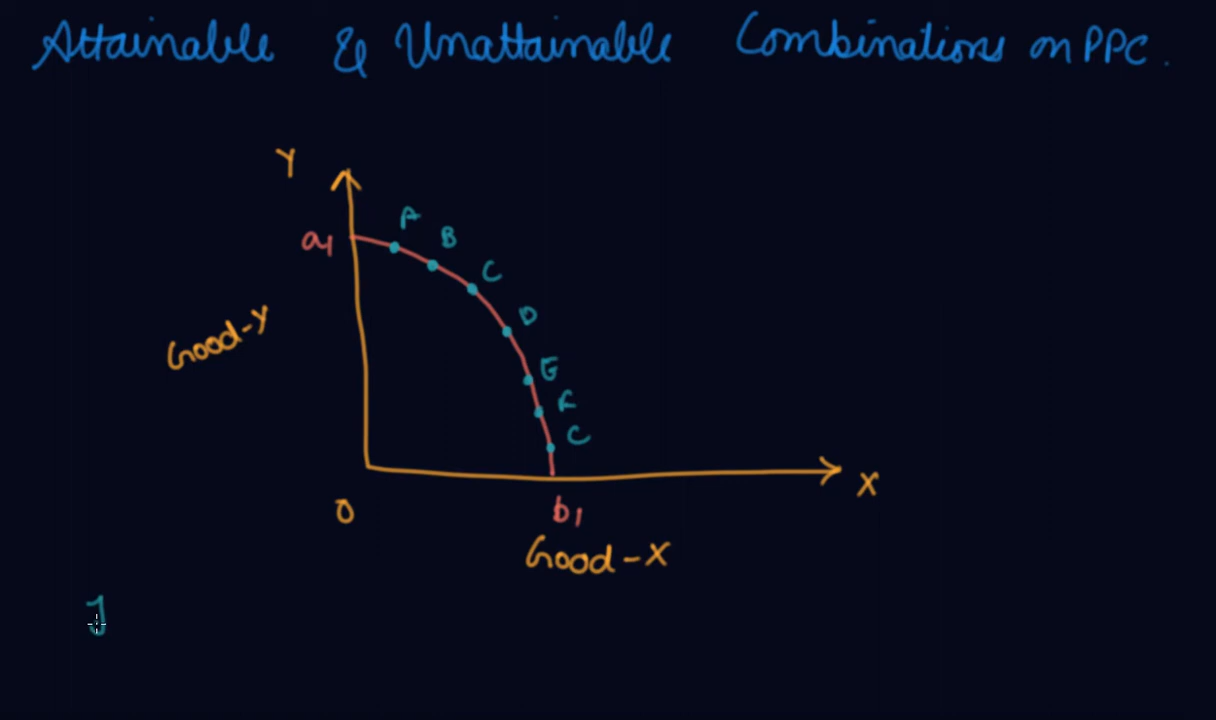 Attainable & Unattainable Combinations on PPC.
Y
A
a1
B
C
D
Good-y
E
F
C
X
0
b1
Good-X
J